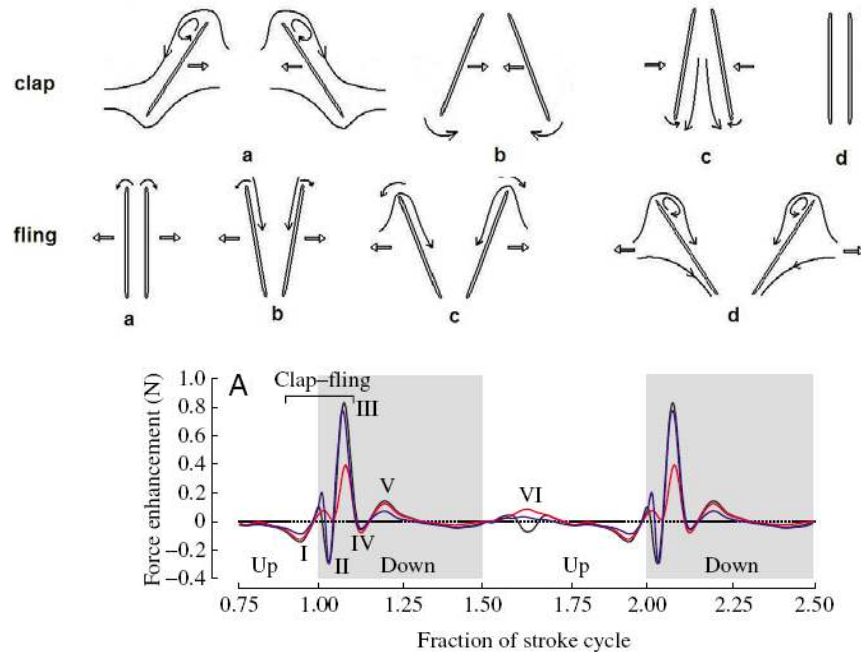 clap
a
b
c
d
fling
a
b
c
d
A
Clap–fling
Force enhancement (N)
1.0
0.8
0.6
0.4
0.2
0
−0.2
−0.4
III
V
VI
I
II
IV
Up
Down
Up
Down
0.75
1.00
1.25
1.50
1.75
2.00
2.25
2.50
Fraction of stroke cycle